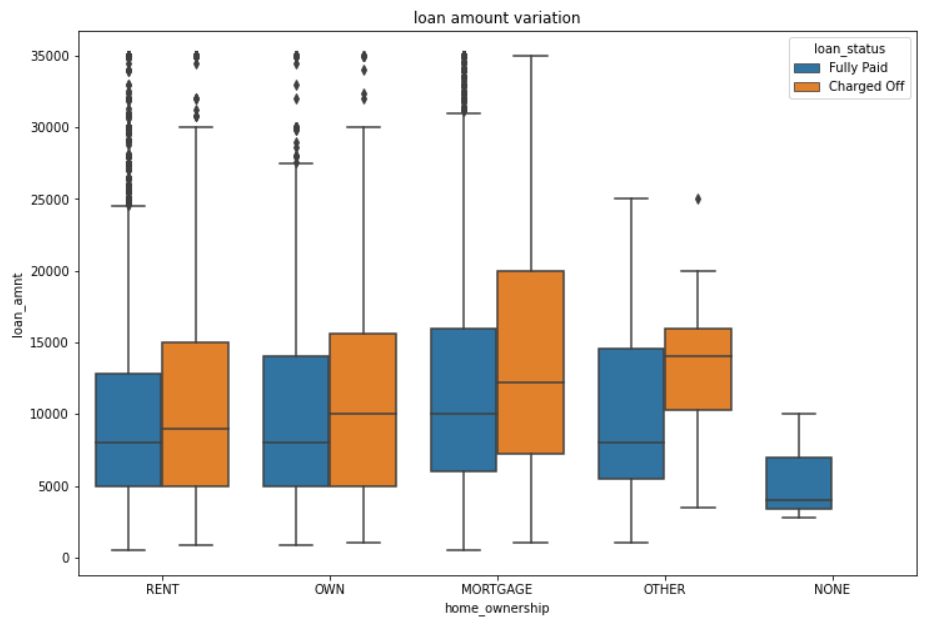 loan amount variation
loan_status
Fully Paid
Charged Off
35000
30000
25000
20000
15000
10000
5000
0
loan_amnt
RENT OWN MORTGAGE OTHER NONE
home_ownership